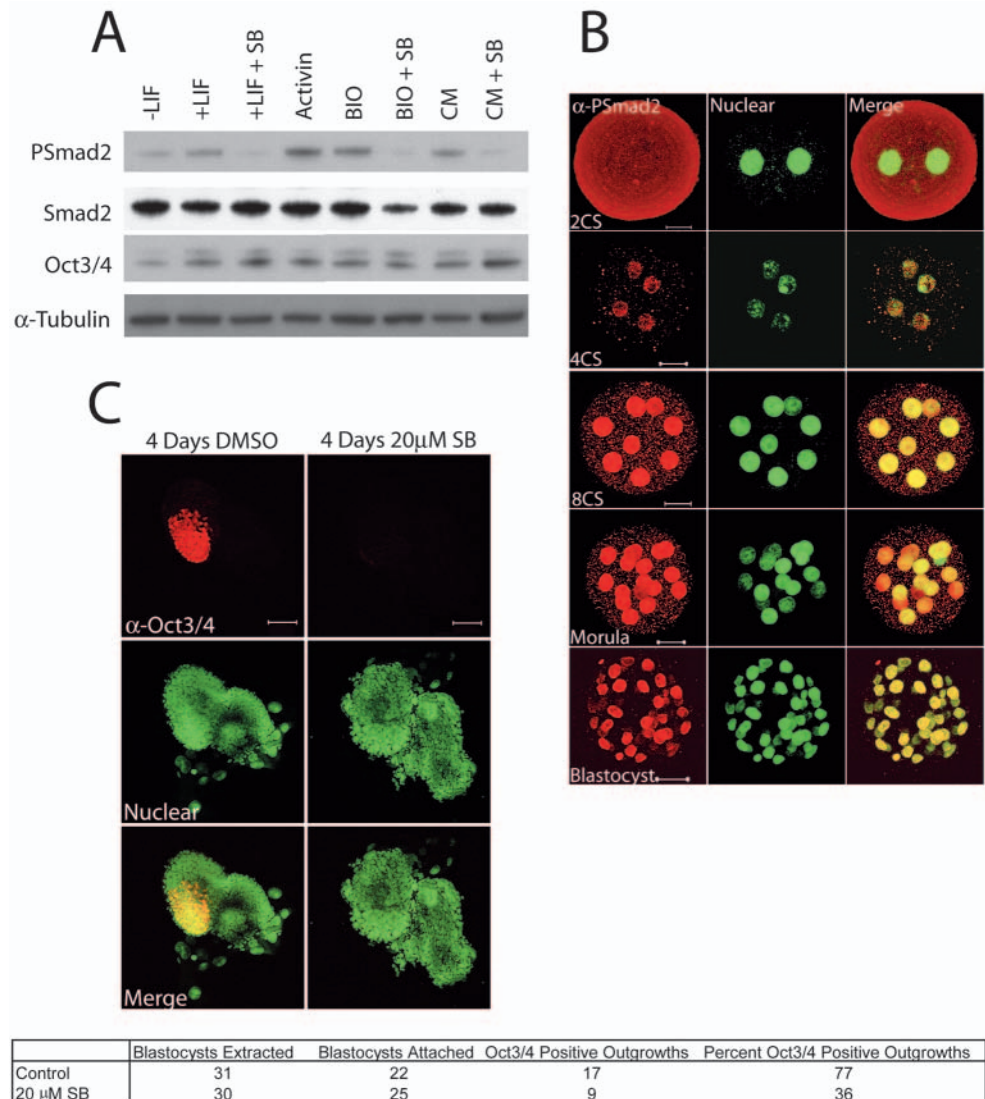 A
-LIF
+LIF
+LIF + SB
Activin
BIO
BIO + SB
CM
CM + SB
PSmad2
Smad2
Oct3/4
α-Tubulin
B
α-PSmad2 Nuclear Merge
2CS
4CS
8CS
Morula
Blastocyst
C
4 Days DMSO 4 Days 20μM SB
α-Oct3/4
Nuclear
Merge
Blastocysts Extracted Blastocysts Attached Oct3/4 Positive Outgrowths Percent Oct3/4 Positive Outgrowths
Control 31 22 17 77
20 μM SB 30 25 9 36